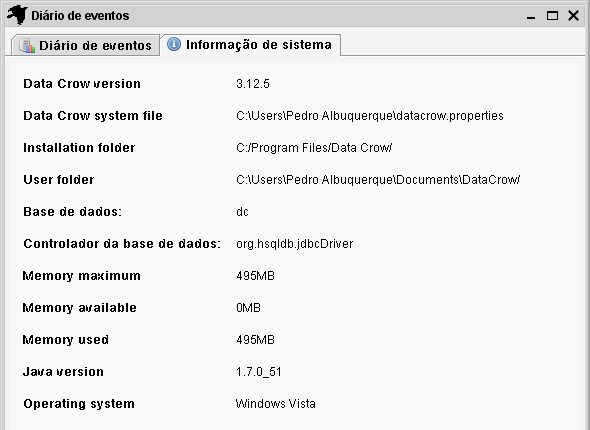 Diário de eventos
Diário de eventos Informação de sistema
Data Crow version 3.12.5
Data Crow system file C:\Users\Pedro Albuquerque\datacrow.properties
Installation folder C:/Program Files/Data Crow/
User folder C:\Users\Pedro Albuquerque\Documents\DataCrow/
Base de dados: dc
Controlador da base de dados: org.hsqldb.jdbcDriver
Memory maximum 495MB
Memory available 0MB
Memory used 495MB
Java version 1.7.0_51
Operating system Windows Vista